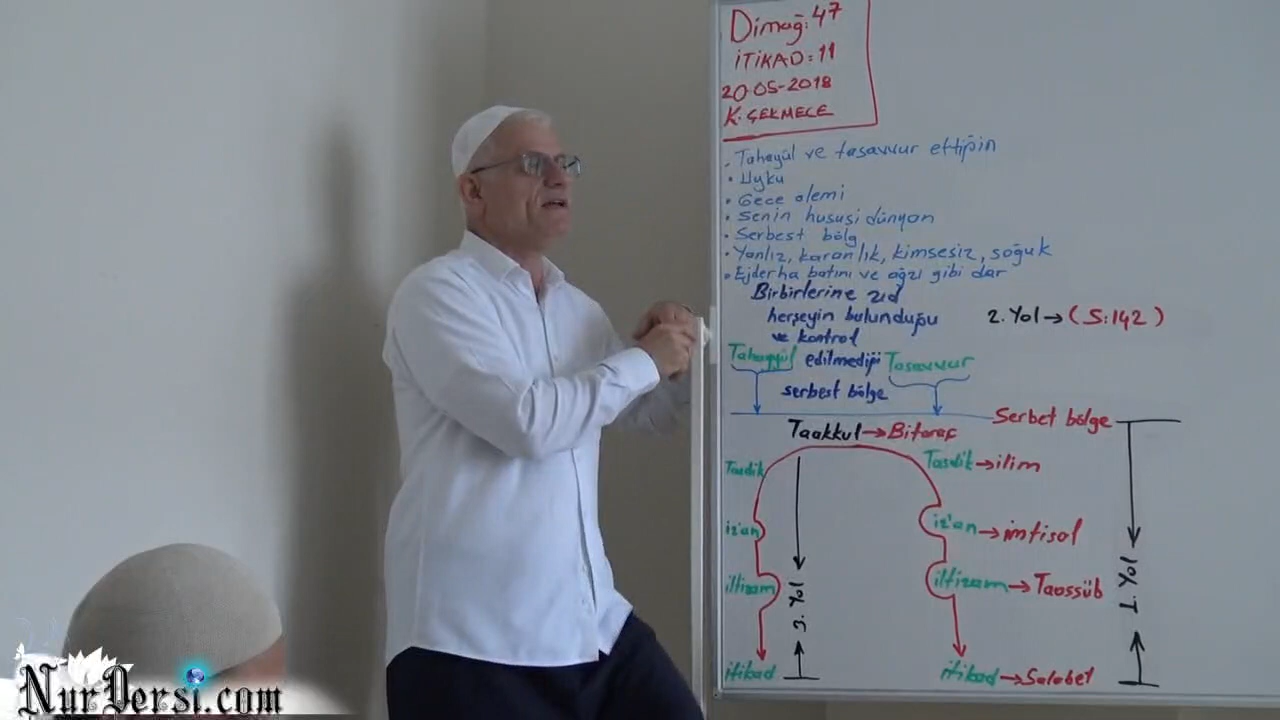 Dimağ: 47
İTİKAD: 11
20-05-2018
K. ÇEKMECE
• Tahayül ve tasavvur ettiğin
• Uyku
• Gece alemi
• Senin hususi dünyan
• Serbest bölg
• Yanlız, karanlık, kimsesiz, soğuk
• Ejderha batını ve ağzı gibi dar
Birbirlerine zıd
herşeyin bulunduğu
ve kontrol
edilmediği
serbest bölge
2. Yol → (S:142)
Tahayyül
Tasavvur
Serbet bölge
Taakkul → Bitaraf
Tasdik
Tasdik → ilim
iz'an
iz'an → imtisal
iltizam
iltizam → Taassüb
itikad
itikad → Salabet
3. Yol
1. Yol
NurDersi.com